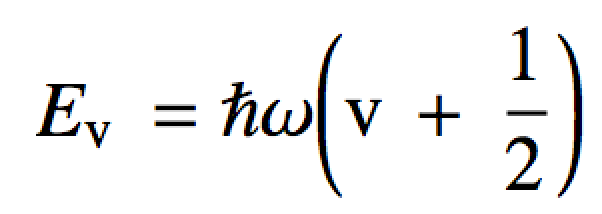 E_v = ħω(v + 1/2)